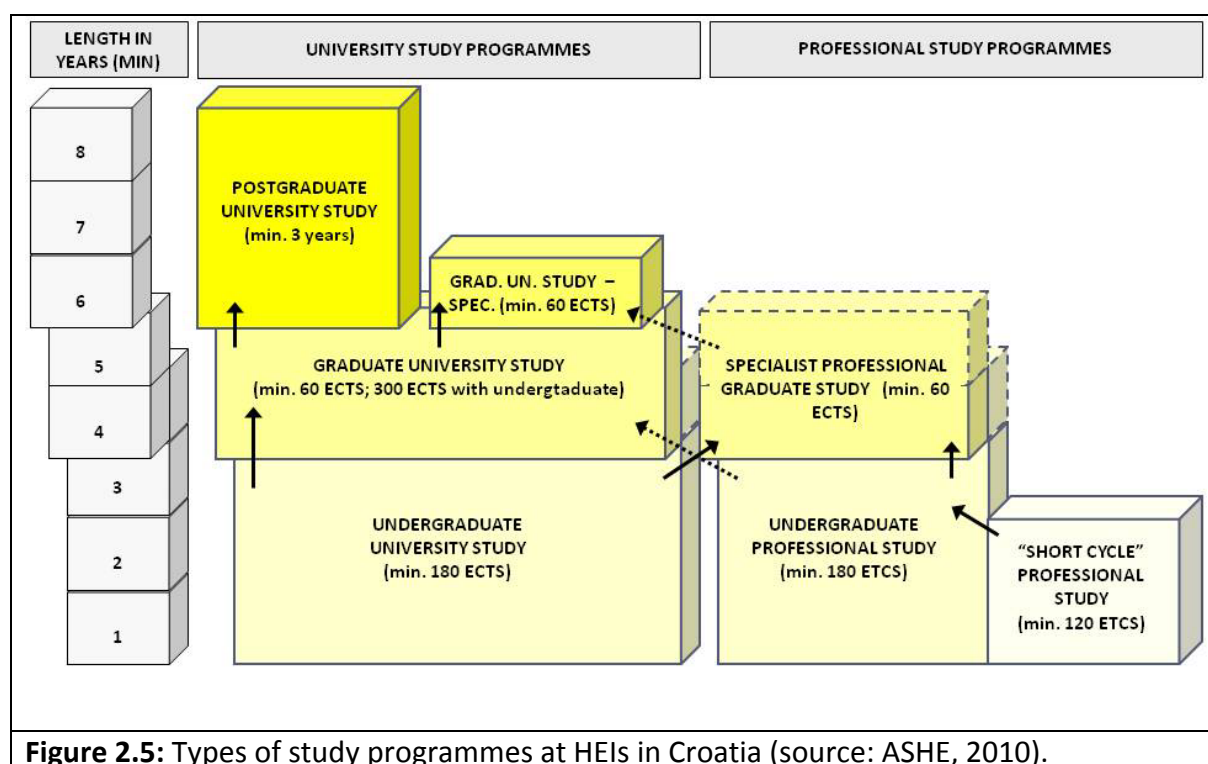 LENGTH IN
YEARS (MIN)
UNIVERSITY STUDY PROGRAMMES
PROFESSIONAL STUDY PROGRAMMES
8
7
6
5
4
3
2
1
POSTGRADUATE
UNIVERSITY STUDY
(min. 3 years)
GRAD. UN. STUDY –
SPEC. (min. 60 ECTS)
GRADUATE UNIVERSITY STUDY
(min. 60 ECTS; 300 ECTS with undergtaduate)
SPECIALIST PROFESSIONAL
GRADUATE STUDY (min. 60
ECTS)
UNDERGRADUATE
UNIVERSITY STUDY
(min. 180 ECTS)
UNDERGRADUATE
PROFESSIONAL STUDY
(min. 180 ETCS)
“SHORT CYCLE”
PROFESSIONAL
STUDY
(min. 120 ETCS)
Figure 2.5: Types of study programmes at HEIs in Croatia (source: ASHE, 2010).